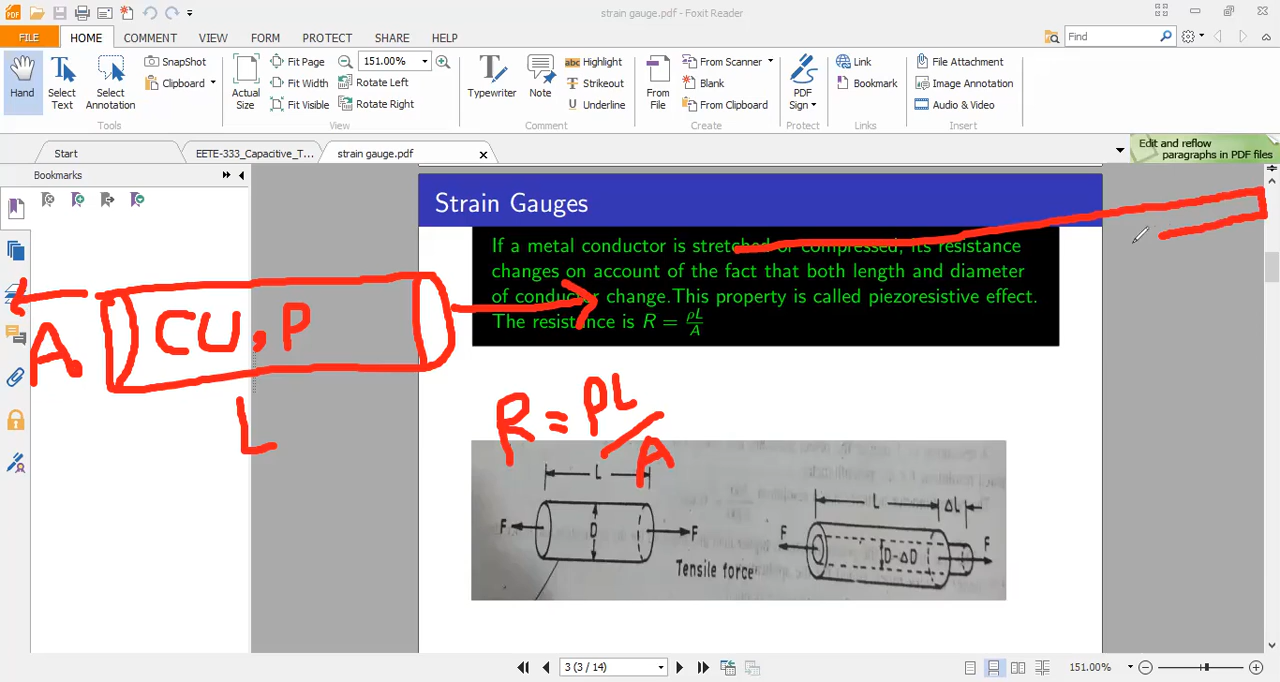 strain gauge.pdf - Foxit Reader
FILE HOME COMMENT VIEW FORM PROTECT SHARE HELP
Find
Hand
Select Text
Select Annotation
SnapShot
Clipboard
Tools
Actual Size
Fit Page
Fit Width
Fit Visible
151.00%
Rotate Left
Rotate Right
View
Typewriter
Note
Highlight
Strikeout
Underline
Comment
From File
From Scanner
Blank
From Clipboard
Create
PDF Sign
Protect
Link
Bookmark
Links
File Attachment
Image Annotation
Audio & Video
Insert
Start
EETE-333_Capacitive_T...
strain gauge.pdf
Edit and reflow
paragraphs in PDF files
Bookmarks
Strain Gauges
If a metal conductor is stretched or compressed, its resistance
changes on account of the fact that both length and diameter
of conductor change.This property is called piezoresistive effect.
The resistance is R = ρL/A
A.
CU, P
L
R = ρL/A
L
F
D
F
Tensile force
L
ΔL
F
D-ΔD
F
3 (3 / 14)
151.00%